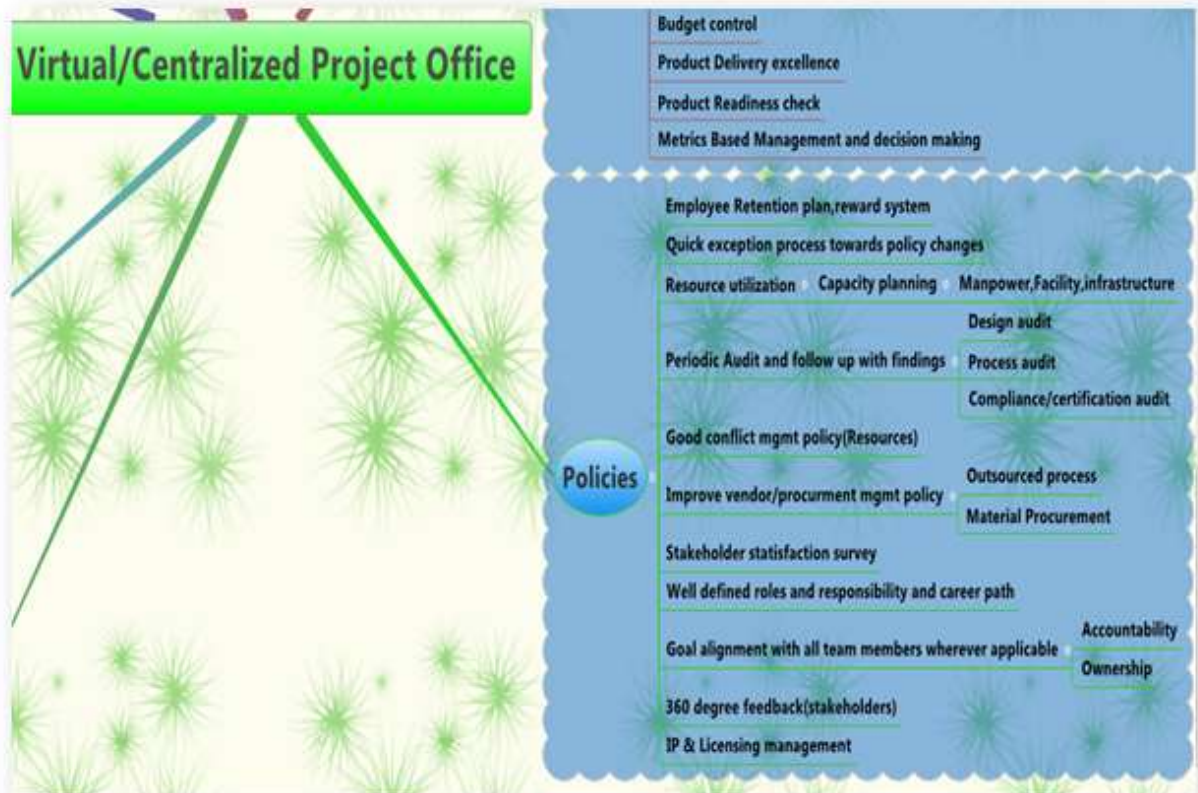 Virtual/Centralized Project Office
Budget control
Product Delivery excellence
Product Readiness check
Metrics Based Management and decision making
Policies
Employee Retention plan,reward system
Quick exception process towards policy changes
Resource utilization
Capacity planning
Manpower,Facility,infrastructure
Periodic Audit and follow up with findings
Design audit
Process audit
Compliance/certification audit
Good conflict mgmt policy(Resources)
Improve vendor/procurment mgmt policy
Outsourced process
Material Procurement
Stakeholder statisfaction survey
Well defined roles and responsibility and career path
Goal alignment with all team members wherever applicable
Accountability
Ownership
360 degree feedback(stakeholders)
IP & Licensing management